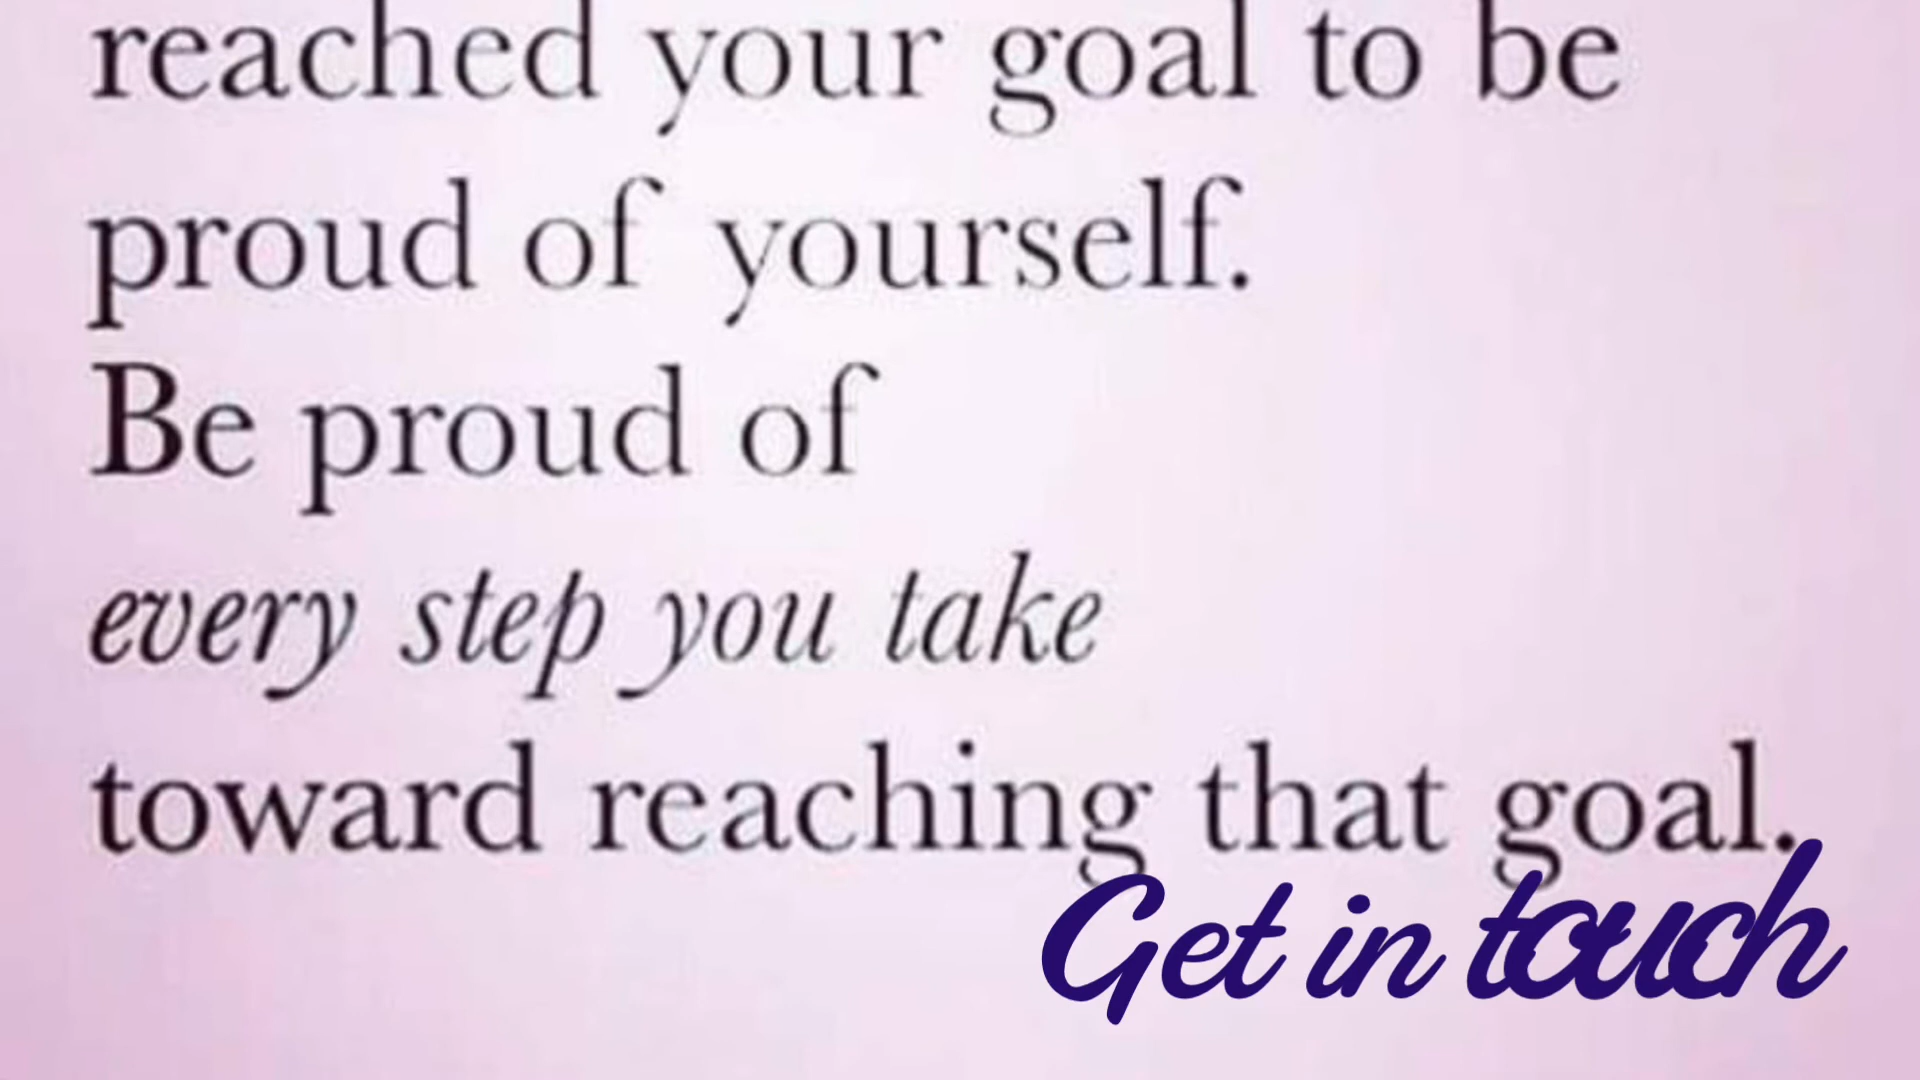 reached your goal to be
proud of yourself.
Be proud of
every step you take
toward reaching that goal.
Get in touch